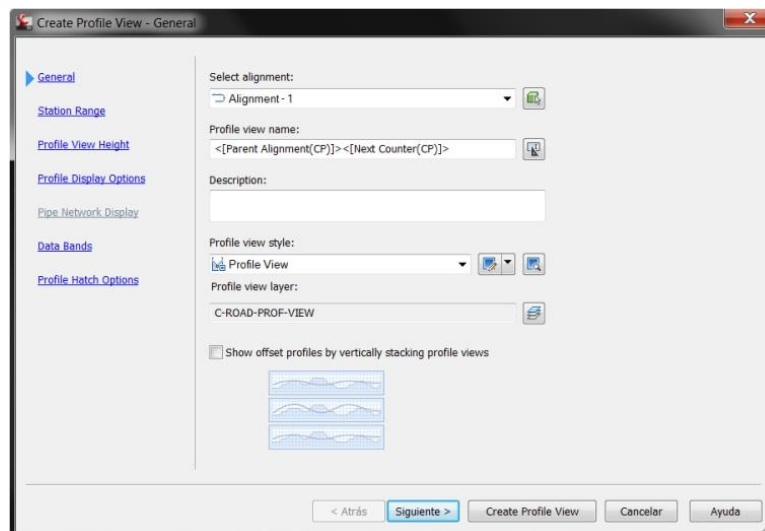 Create Profile View - General
General
Station Range
Profile View Height
Profile Display Options
Pipe Network Display
Data Bands
Profile Hatch Options
Select alignment:
Alignment - 1
Profile view name:
<[Parent Alignment(CP)]><[Next Counter(CP)]>
Description:
Profile view style:
Profile View
Profile view layer:
C-ROAD-PROF-VIEW
Show offset profiles by vertically stacking profile views
< Atrás
Siguiente >
Create Profile View
Cancelar
Ayuda